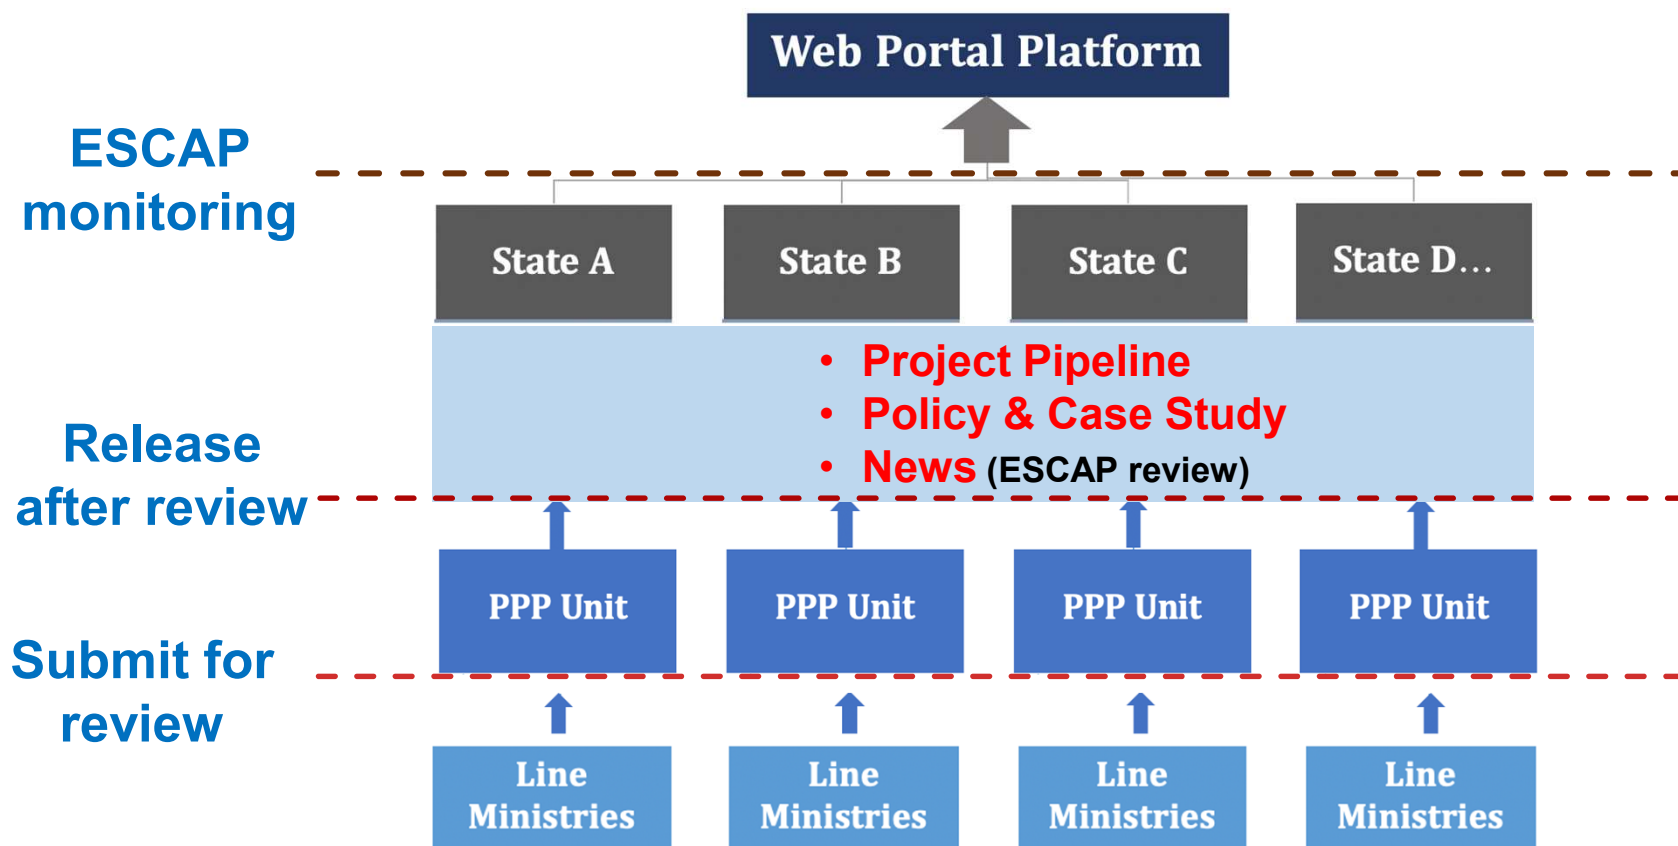 Web Portal Platform
ESCAP
monitoring
State A
State B
State C
State D...
• Project Pipeline
• Policy & Case Study
• News (ESCAP review)
Release
after review
PPP Unit
PPP Unit
PPP Unit
PPP Unit
Submit for
review
Line
Ministries
Line
Ministries
Line
Ministries
Line
Ministries